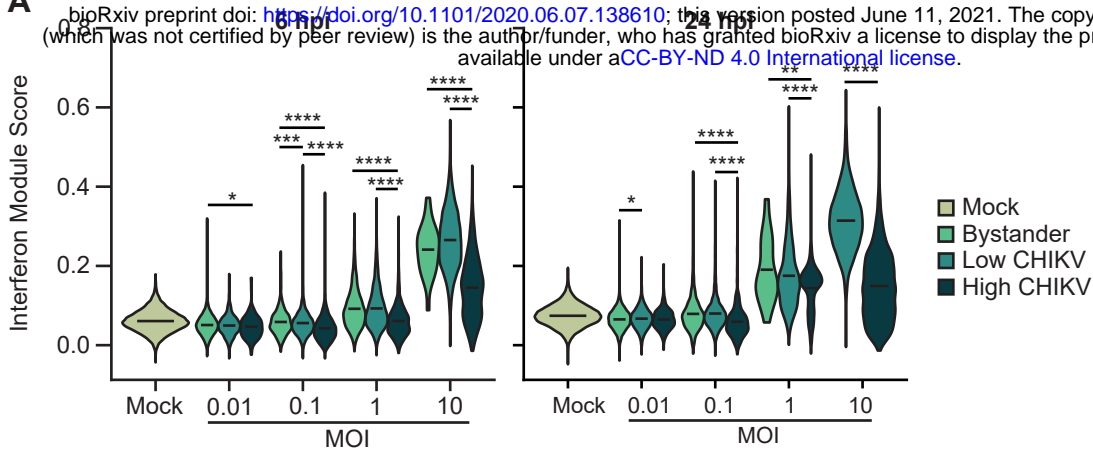 A
bioRxiv preprint doi: https://doi.org/10.1101/2020.06.07.138610; this version posted June 11, 2021. The copy
(which was not certified by peer review) is the author/funder, who has granted bioRxiv a license to display the pr
available under aCC-BY-ND 4.0 International license.
6 hpi
24 hpi
Interferon Module Score
0.8
0.6
0.4
0.2
0.0
*
****
***
****
****
****
****
****
*
****
****
**
****
****
Mock
0.01
0.1
1
10
MOI
Mock
0.01
0.1
1
10
MOI
Mock
Bystander
Low CHIKV
High CHIKV